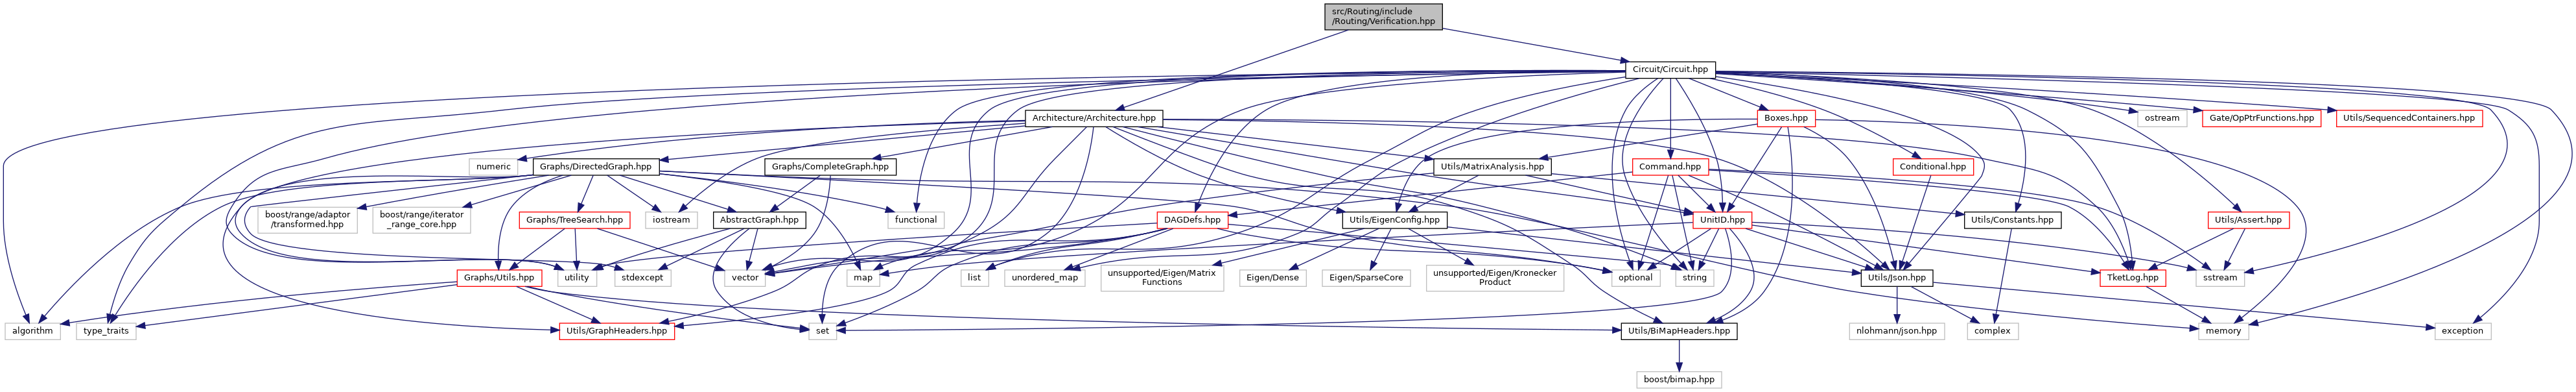 src/Routing/include
/Routing/Verification.hpp
Circuit/Circuit.hpp
Architecture/Architecture.hpp
Boxes.hpp
ostream
Gate/OpPtrFunctions.hpp
Utils/SequencedContainers.hpp
numeric
Graphs/DirectedGraph.hpp
Graphs/CompleteGraph.hpp
Utils/MatrixAnalysis.hpp
Command.hpp
Conditional.hpp
boost/range/adaptor
/transformed.hpp
boost/range/iterator
_range_core.hpp
Graphs/TreeSearch.hpp
iostream
AbstractGraph.hpp
functional
DAGDefs.hpp
Utils/EigenConfig.hpp
UnitID.hpp
Utils/Constants.hpp
Utils/Assert.hpp
Graphs/Utils.hpp
utility
stdexcept
vector
map
list
unordered_map
unsupported/Eigen/Matrix
Functions
Eigen/Dense
Eigen/SparseCore
unsupported/Eigen/Kronecker
Product
optional
string
Utils/Json.hpp
TketLog.hpp
sstream
algorithm
type_traits
Utils/GraphHeaders.hpp
set
Utils/BiMapHeaders.hpp
nlohmann/json.hpp
complex
memory
exception
boost/bimap.hpp